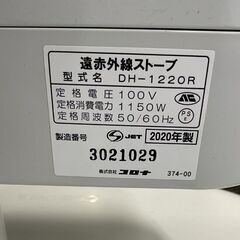 遠赤外線ストーブ
型式名 DH-1220R
定格電圧 100V
定格消費電力 1150W
定格周波数 50/60Hz
PSE
製造番号 JET 2020年製
3021029
株式会社 コロナ 374-00